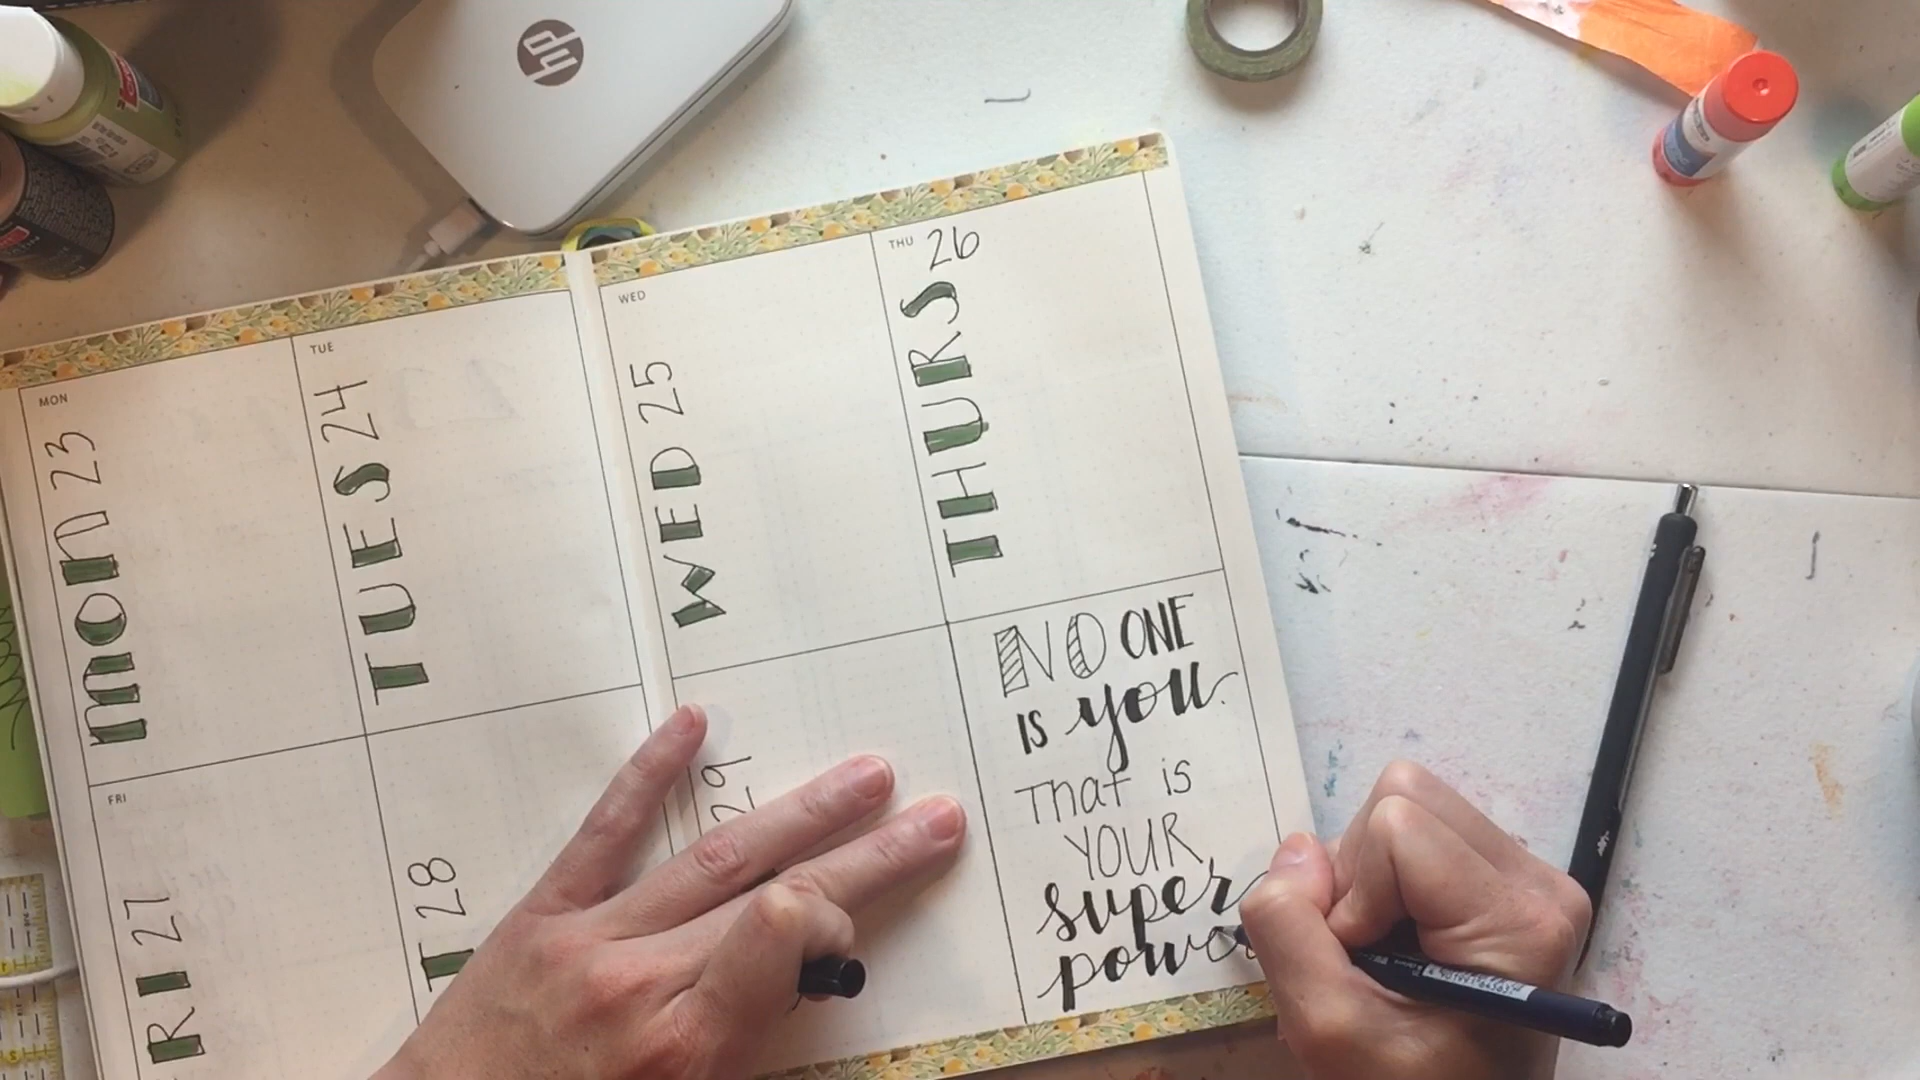 hp
MON
mon 23
TUE
TUES 24
WED
WED 25
THU
THURS 26
FRI
27
28
29
NO ONE
IS you.
That is
YOUR
super